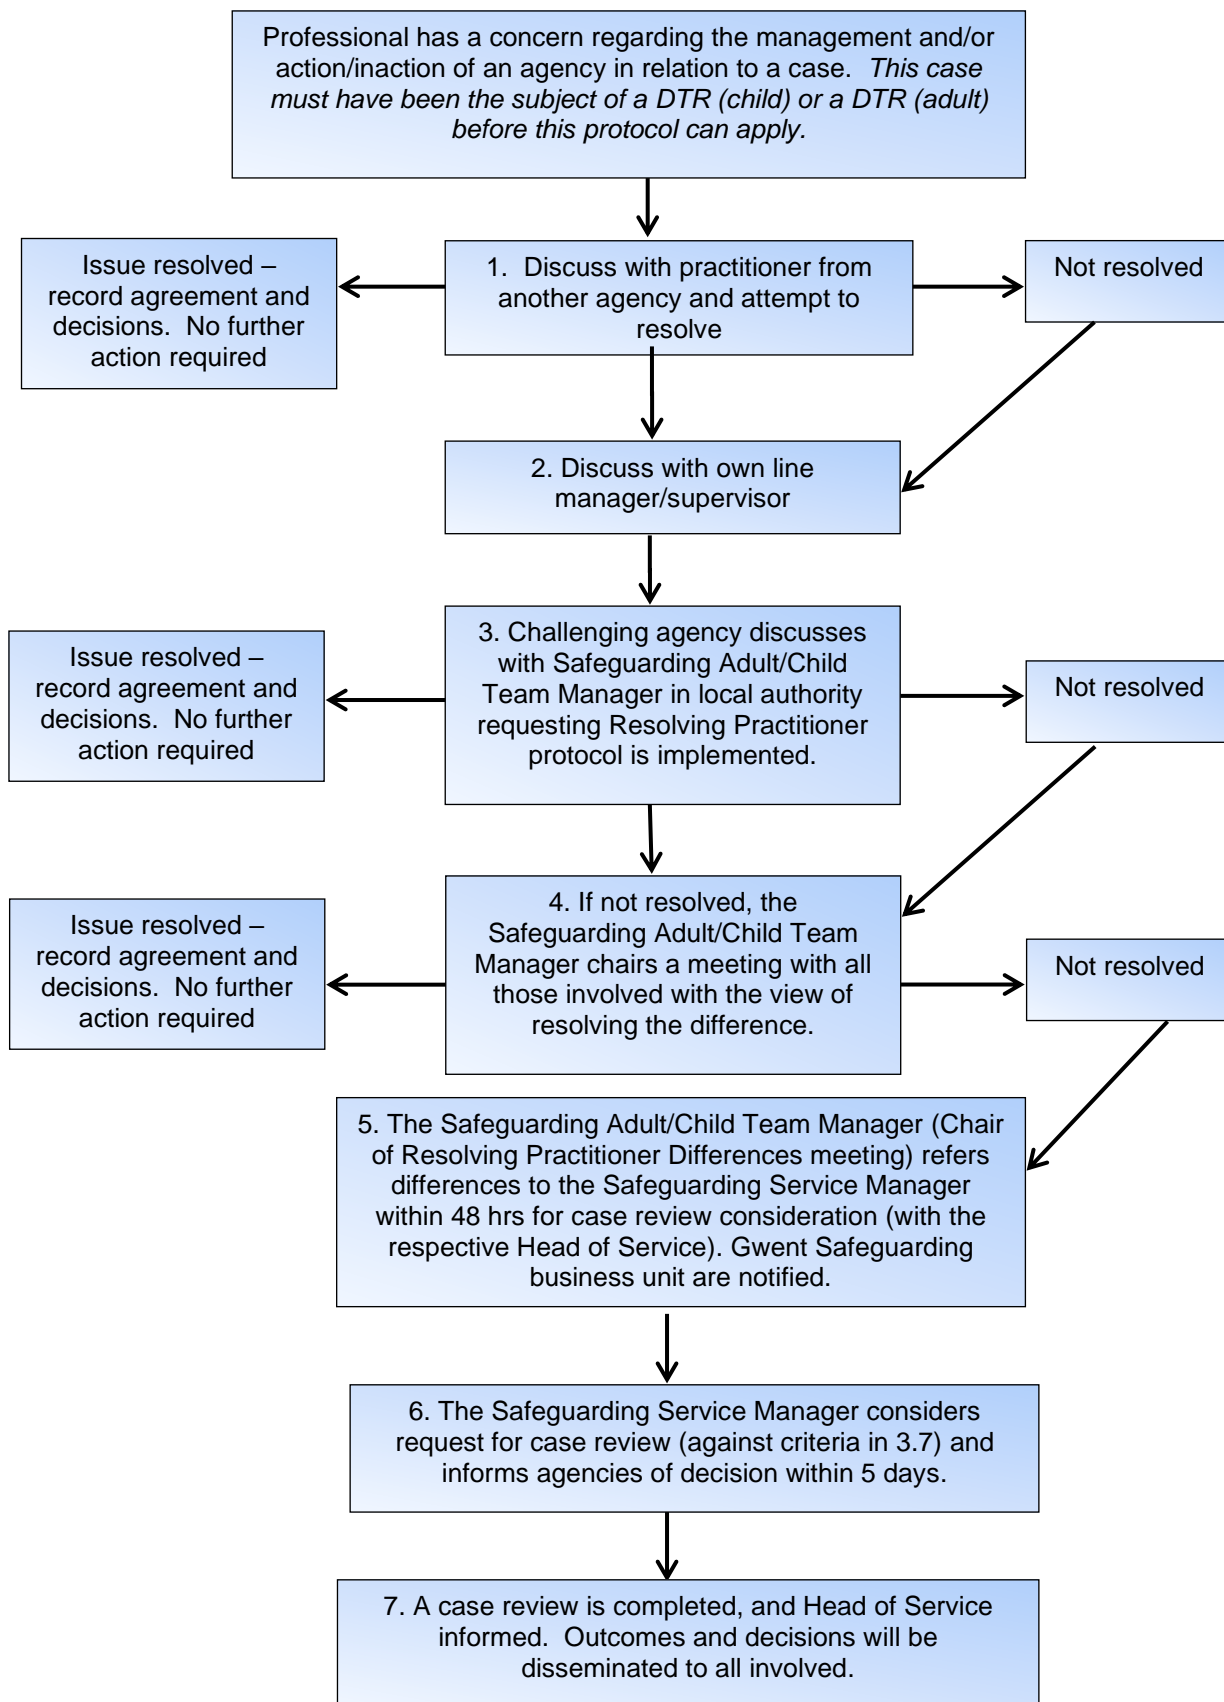 Professional has a concern regarding the management and/or
action/inaction of an agency in relation to a case.  This case
must have been the subject of a DTR (child) or a DTR (adult)
before this protocol can apply.
Issue resolved –
record agreement and
decisions.  No further
action required
1.  Discuss with practitioner from
another agency and attempt to
resolve
Not resolved
2. Discuss with own line
manager/supervisor
Issue resolved –
record agreement and
decisions.  No further
action required
3. Challenging agency discusses
with Safeguarding Adult/Child
Team Manager in local authority
requesting Resolving Practitioner
protocol is implemented.
Not resolved
Issue resolved –
record agreement and
decisions.  No further
action required
4. If not resolved, the
Safeguarding Adult/Child Team
Manager chairs a meeting with all
those involved with the view of
resolving the difference.
Not resolved
5. The Safeguarding Adult/Child Team Manager (Chair
of Resolving Practitioner Differences meeting) refers
differences to the Safeguarding Service Manager
within 48 hrs for case review consideration (with the
respective Head of Service). Gwent Safeguarding
business unit are notified.
6. The Safeguarding Service Manager considers
request for case review (against criteria in 3.7) and
informs agencies of decision within 5 days.
7. A case review is completed, and Head of Service
informed.  Outcomes and decisions will be
disseminated to all involved.